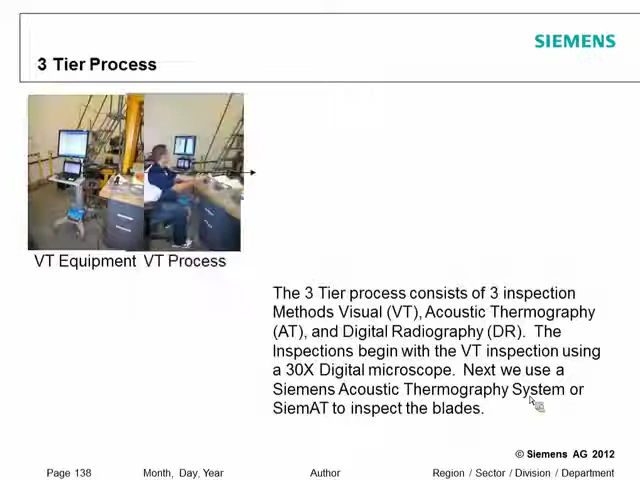 SIEMENS
3 Tier Process
VT Equipment VT Process
The 3 Tier process consists of 3 inspection
Methods Visual (VT), Acoustic Thermography
(AT), and Digital Radiography (DR). The
Inspections begin with the VT inspection using
a 30X Digital microscope. Next we use a
Siemens Acoustic Thermography System or
SiemAT to inspect the blades.
© Siemens AG 2012
Page 138 Month, Day, Year Author Region / Sector / Division / Department